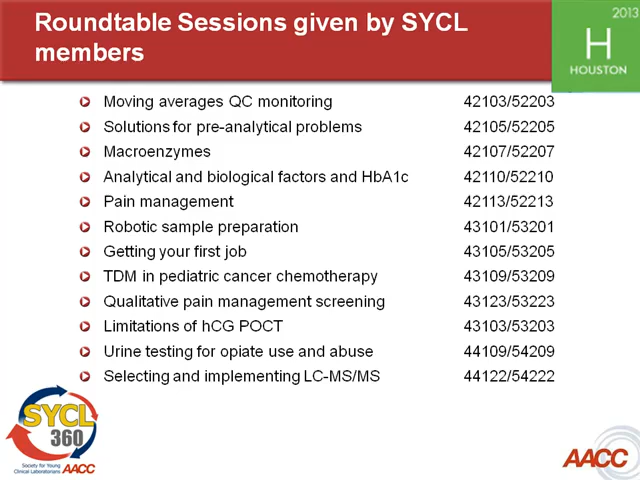 Roundtable Sessions given by SYCL
members
2013
H
HOUSTON
Moving averages QC monitoring 42103/52203
Solutions for pre-analytical problems 42105/52205
Macroenzymes 42107/52207
Analytical and biological factors and HbA1c 42110/52210
Pain management 42113/52213
Robotic sample preparation 43101/53201
Getting your first job 43105/53205
TDM in pediatric cancer chemotherapy 43109/53209
Qualitative pain management screening 43123/53223
Limitations of hCG POCT 43103/53203
Urine testing for opiate use and abuse 44109/54209
Selecting and implementing LC-MS/MS 44122/54222
SYCL
360
Society for Young
Clinical Laboratorians AACC
AACC